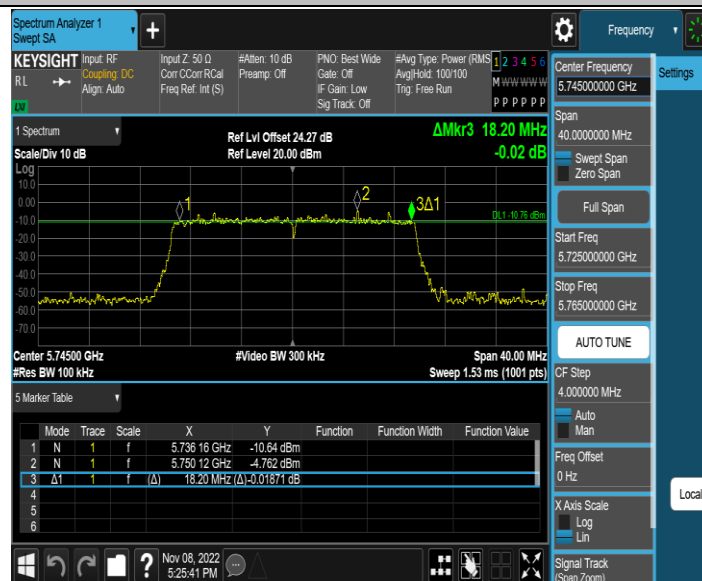 Spectrum Analyzer 1
Swept SA
+
Frequency
KEYSIGHT
RL
LXI
Input: RF
Coupling: DC
Align: Auto
Input Z: 50 Ω
Corr CCorr RCal
Freq Ref: Int (S)
#Atten: 10 dB
Preamp: Off
PNO: Best Wide
Gate: Off
IF Gain: Low
Sig Track: Off
#Avg Type: Power (RMS
Avg|Hold: 100/100
Trig: Free Run
1 2 3 4 5 6
M W W W W W
P P P P P P
1 Spectrum
Scale/Div 10 dB
Ref Lvl Offset 24.27 dB
Ref Level 20.00 dBm
ΔMkr3 18.20 MHz
-0.02 dB
Log
10.0
0.00
-10.0
-20.0
-30.0
-40.0
-50.0
-60.0
-70.0
1
2
3Δ1
DL1 -10.76 dBm
Center 5.74500 GHz
#Res BW 100 kHz
#Video BW 300 kHz
Span 40.00 MHz
Sweep 1.53 ms (1001 pts)
5 Marker Table
Mode Trace Scale X Y Function Function Width Function Value
1 N 1 f 5.736 16 GHz -10.64 dBm
2 N 1 f 5.750 12 GHz -4.762 dBm
3 Δ1 1 f (Δ) 18.20 MHz (Δ)-0.01871 dB
4
5
6
?
Nov 08, 2022
5:25:41 PM
Center Frequency
5.745000000 GHz
Span
40.0000000 MHz
Swept Span
Zero Span
Full Span
Start Freq
5.725000000 GHz
Stop Freq
5.765000000 GHz
AUTO TUNE
CF Step
4.000000 MHz
Auto
Man
Freq Offset
0 Hz
X Axis Scale
Log
Lin
Signal Track
(Span Zoom)
Settings
Local